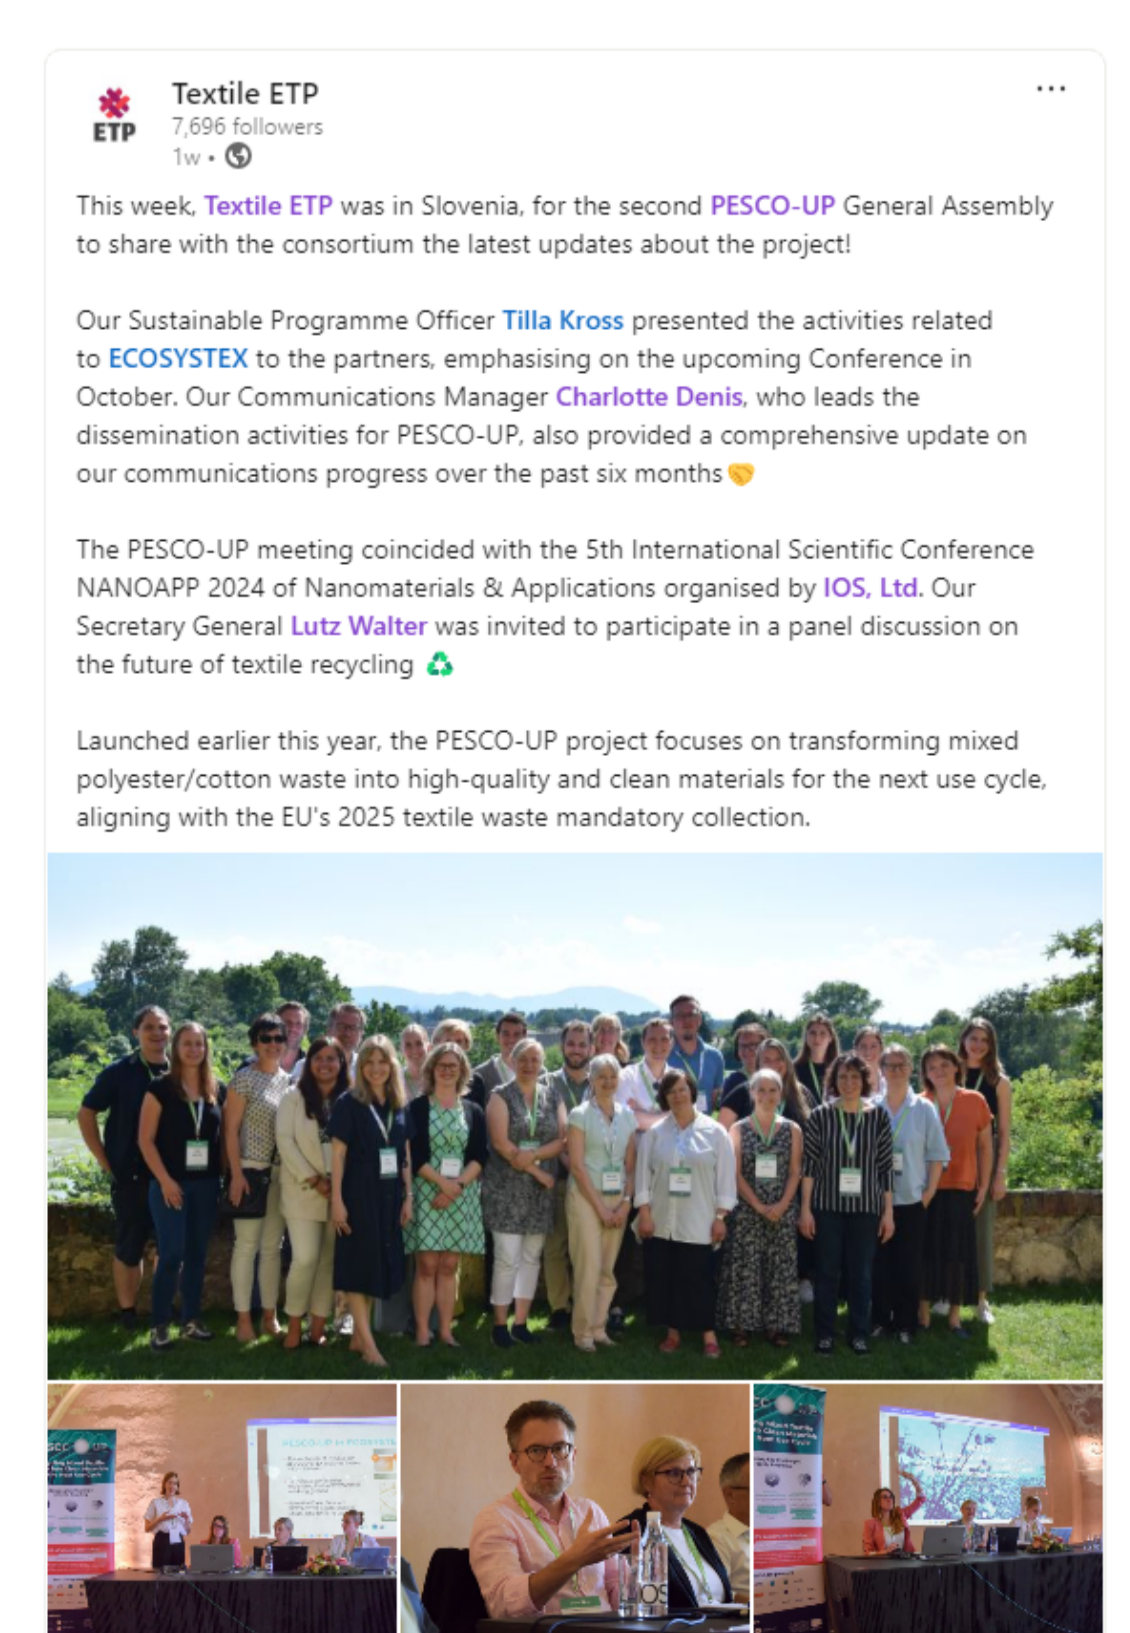 Textile ETP
ETP
7,696 followers
1w •
This week, Textile ETP was in Slovenia, for the second PESCO-UP General Assembly
to share with the consortium the latest updates about the project!
Our Sustainable Programme Officer Tilla Kross presented the activities related
to ECOSYSTEX to the partners, emphasising on the upcoming Conference in
October. Our Communications Manager Charlotte Denis, who leads the
dissemination activities for PESCO-UP, also provided a comprehensive update on
our communications progress over the past six months
The PESCO-UP meeting coincided with the 5th International Scientific Conference
NANOAPP 2024 of Nanomaterials & Applications organised by IOS, Ltd. Our
Secretary General Lutz Walter was invited to participate in a panel discussion on
the future of textile recycling
Launched earlier this year, the PESCO-UP project focuses on transforming mixed
polyester/cotton waste into high-quality and clean materials for the next use cycle,
aligning with the EU's 2025 textile waste mandatory collection.
PESCO-UP in ECOSYSTE
IOS